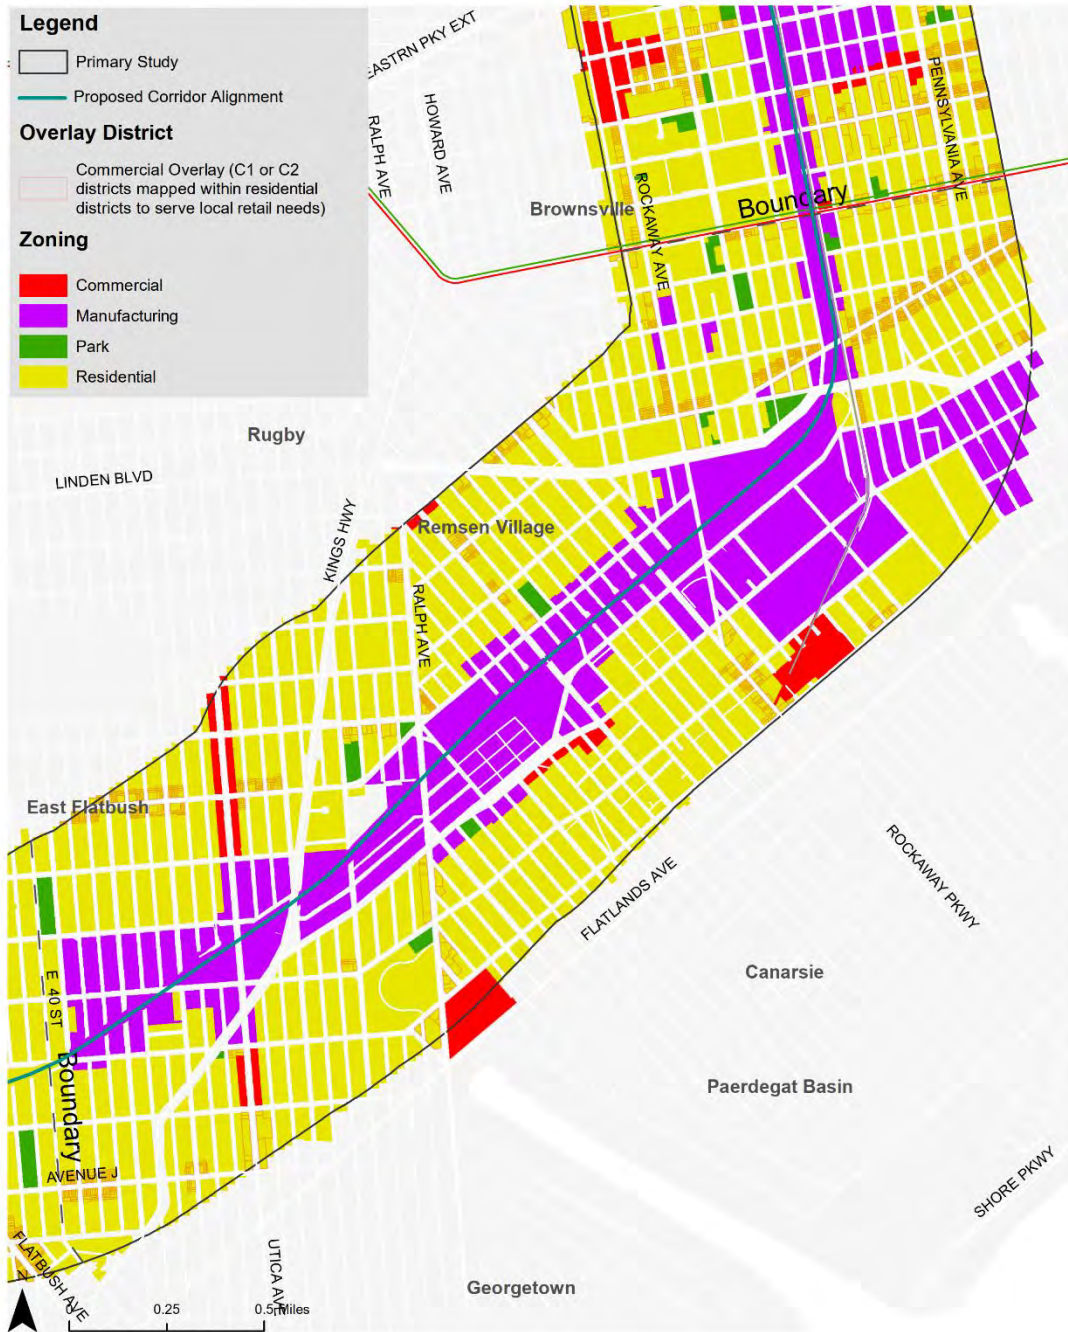 Legend
Primary Study
Proposed Corridor Alignment
Overlay District
Commercial Overlay (C1 or C2
districts mapped within residential
districts to serve local retail needs)
Zoning
Commercial
Manufacturing
Park
Residential
EASTRN PKY EXT
RALPH AVE
HOWARD AVE
PENNSYLVANIA AVE
ROCKAWAY AVE
Brownsville
Boundary
Rugby
LINDEN BLVD
KINGS HWY
Remsen Village
RALPH AVE
East Flatbush
FLATLANDS AVE
ROCKAWAY PKWY
Canarsie
E 40 ST
Boundary
Paerdegat Basin
AVENUE J
SHORE PKWY
FLATBUSH AVE
UTICA AVE
Georgetown
N
0
0.25
0.5 Miles